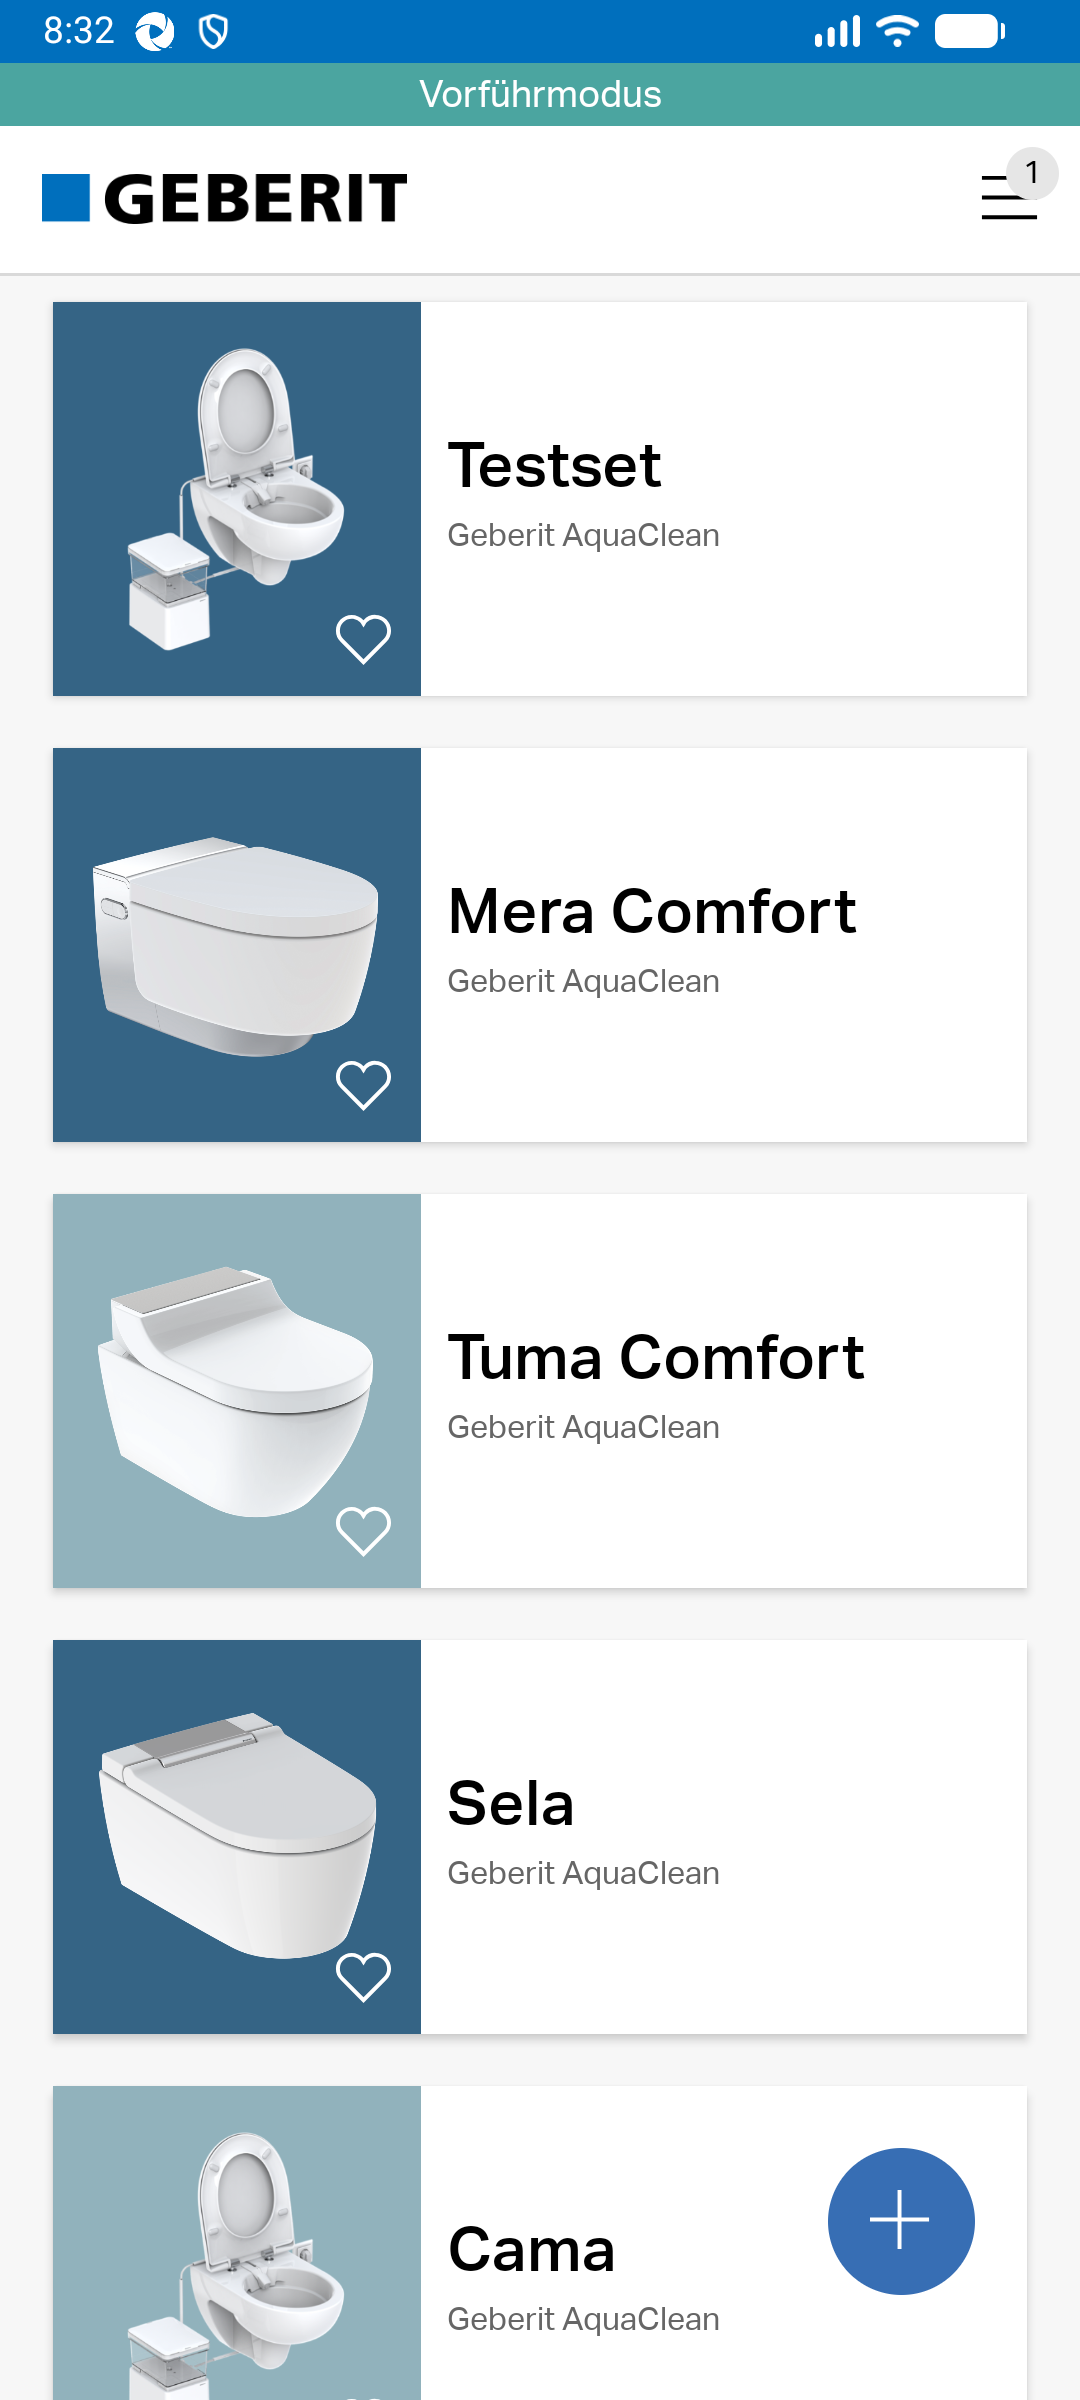 8:32
Vorführmodus
GEBERIT
1
Testset
Geberit AquaClean
Mera Comfort
Geberit AquaClean
Tuma Comfort
Geberit AquaClean
Sela
Geberit AquaClean
Cama
Geberit AquaClean